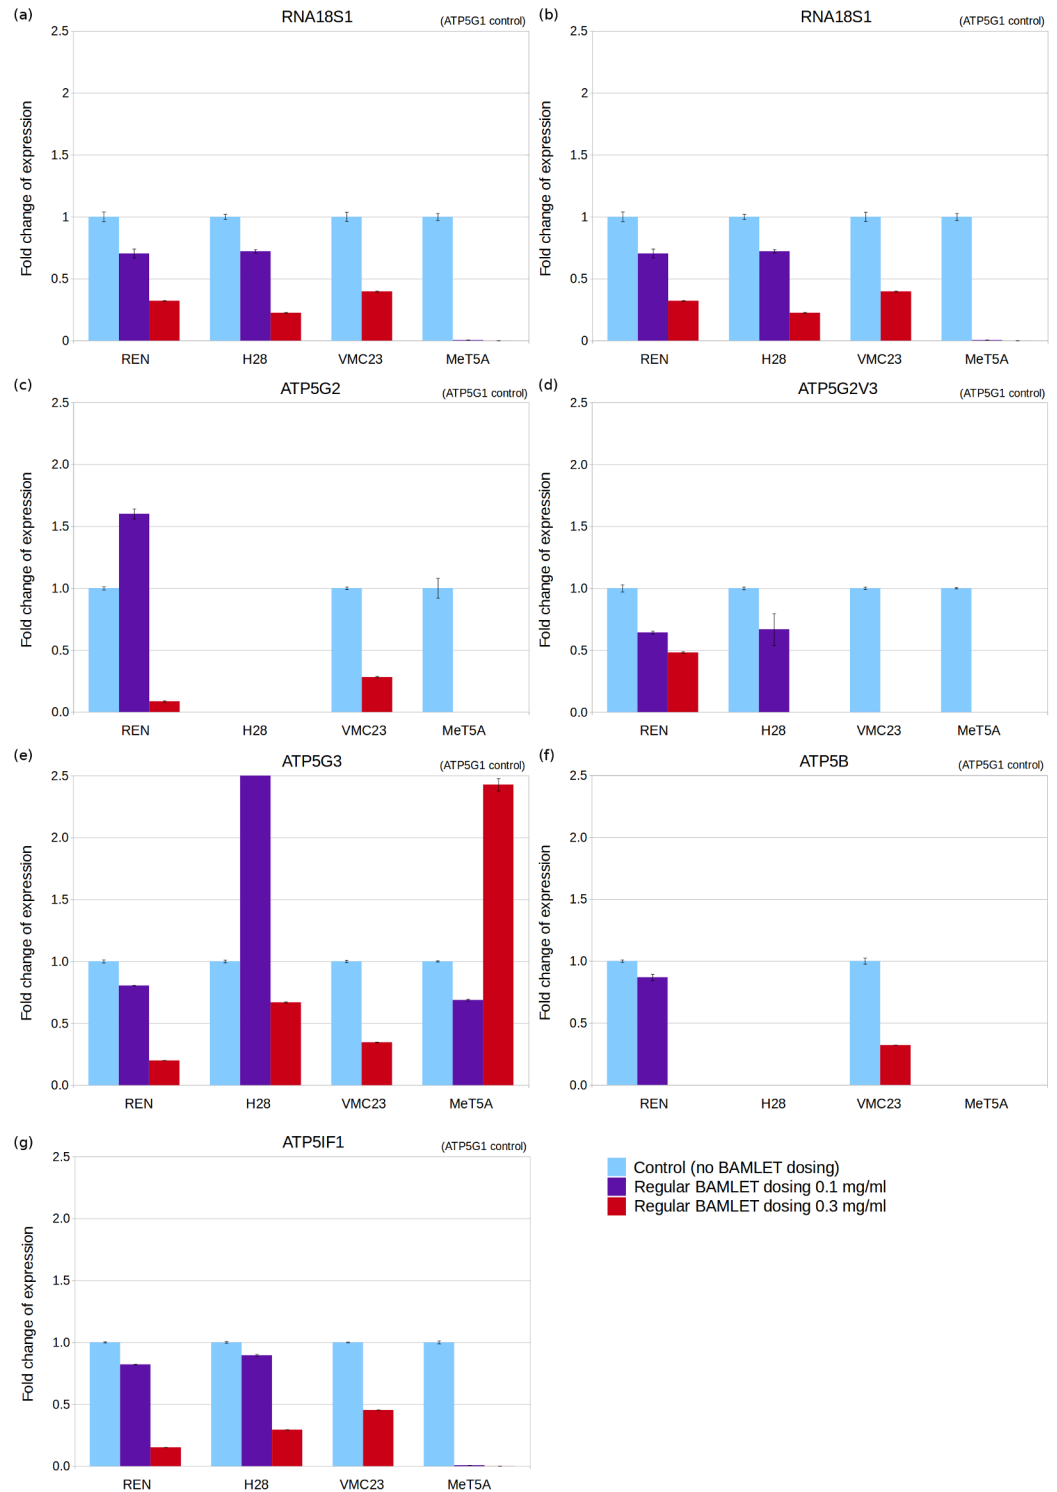 (a) RNA18S1 (ATP5G1 control)
2.5
2
1.5
1
0.5
0
Fold change of expression
REN H28 VMC23 MeT5A
(b) RNA18S1 (ATP5G1 control)
2.5
2
1.5
1
0.5
0
Fold change of expression
REN H28 VMC23 MeT5A
(c) ATP5G2 (ATP5G1 control)
2.5
2.0
1.5
1.0
0.5
0.0
Fold change of expression
REN H28 VMC23 MeT5A
(d) ATP5G2V3 (ATP5G1 control)
2.5
2.0
1.5
1.0
0.5
0.0
Fold change of expression
REN H28 VMC23 MeT5A
(e) ATP5G3 (ATP5G1 control)
2.5
2.0
1.5
1.0
0.5
0.0
Fold change of expression
REN H28 VMC23 MeT5A
(f) ATP5B (ATP5G1 control)
2.5
2.0
1.5
1.0
0.5
0.0
Fold change of expression
REN H28 VMC23 MeT5A
(g) ATP5IF1 (ATP5G1 control)
2.5
2.0
1.5
1.0
0.5
0.0
Fold change of expression
REN H28 VMC23 MeT5A
Control (no BAMLET dosing)
Regular BAMLET dosing 0.1 mg/ml
Regular BAMLET dosing 0.3 mg/ml